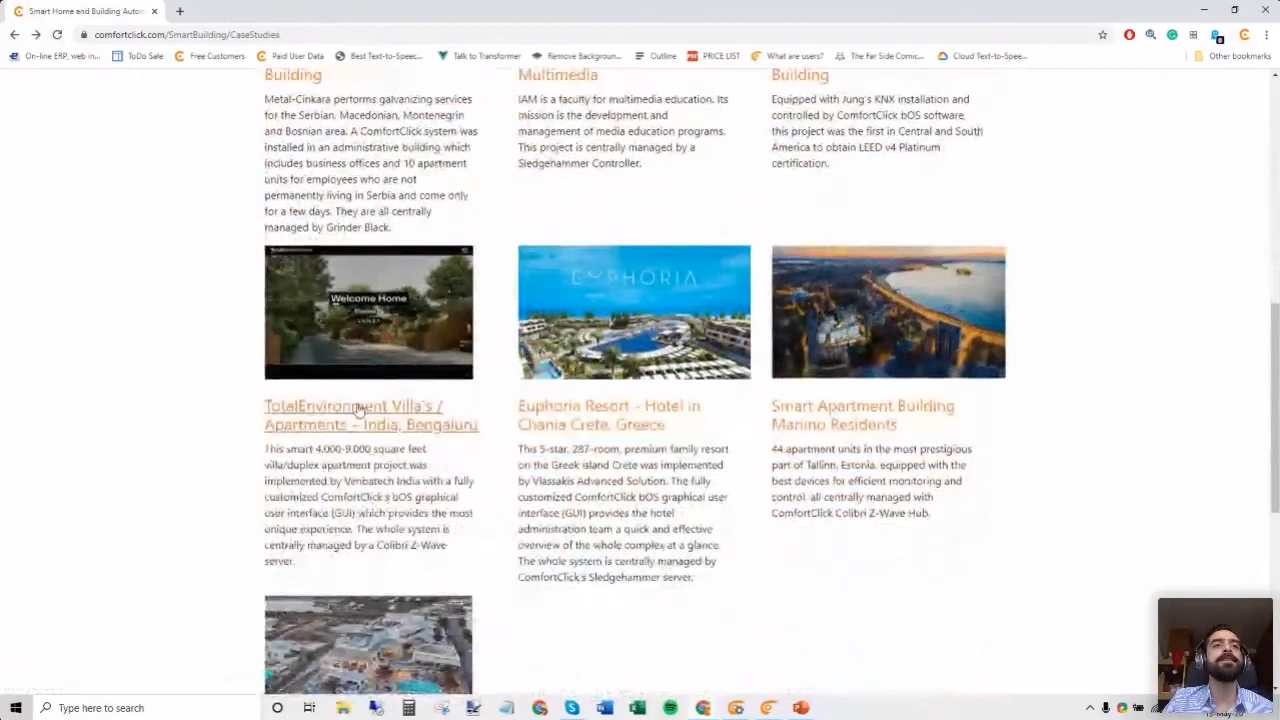 Smart Home and Building Autom
comfortclick.com/SmartBuilding/CaseStudies
On-line ERP, web in...
ToDo Sale
Free Customers
Paid User Data
Best Text-to-Speec...
Talk to Transformer
Remove Backgroun...
Outline
PRICE LIST
What are users?
The Far Side Comic...
Cloud Text-to-Spee...
Other bookmarks
Building
Metal-Cinkara performs galvanizing services
for the Serbian, Macedonian, Montenegrin
and Bosnian area. A ComfortClick system was
installed in an administrative building which
includes business offices and 10 apartment
units for employees who are not
permanently living in Serbia and come only
for a few days. They are all centrally
managed by Grinder Black.
Multimedia
IAM is a faculty for multimedia education. Its
mission is the development and
management of media education programs.
This project is centrally managed by a
Sledgehammer Controller.
Building
Equipped with Jung's KNX installation and
controlled by ComfortClick bOS software,
this project was the first in Central and South
America to obtain LEED v4 Platinum
certification.
Welcome Home
EUPHORIA
TotalEnvironment Villa's /
Apartments - India, Bengaluru
This smart 4,000-9,000 square feet
villa/duplex apartment project was
implemented by Vembatech India with a fully
customized ComfortClick's bOS graphical
user interface (GUI) which provides the most
unique experience. The whole system is
centrally managed by a Colibri Z-Wave
server.
Euphoria Resort - Hotel in
Chania Crete, Greece
This 5-star, 287-room, premium family resort
on the Greek island Crete was implemented
by Vlassakis Advanced Solution. The fully
customized ComfortClick bOS graphical user
interface (GUI) provides the hotel
administration team a quick and effective
overview of the whole complex at a glance.
The whole system is centrally managed by
ComfortClick's Sledgehammer server.
Smart Apartment Building
Manino Residents
44 apartment units in the most prestigious
part of Tallinn, Estonia, equipped with the
best devices for efficient monitoring and
control, all centrally managed with
ComfortClick Colibri Z-Wave Hub.
Type here to search